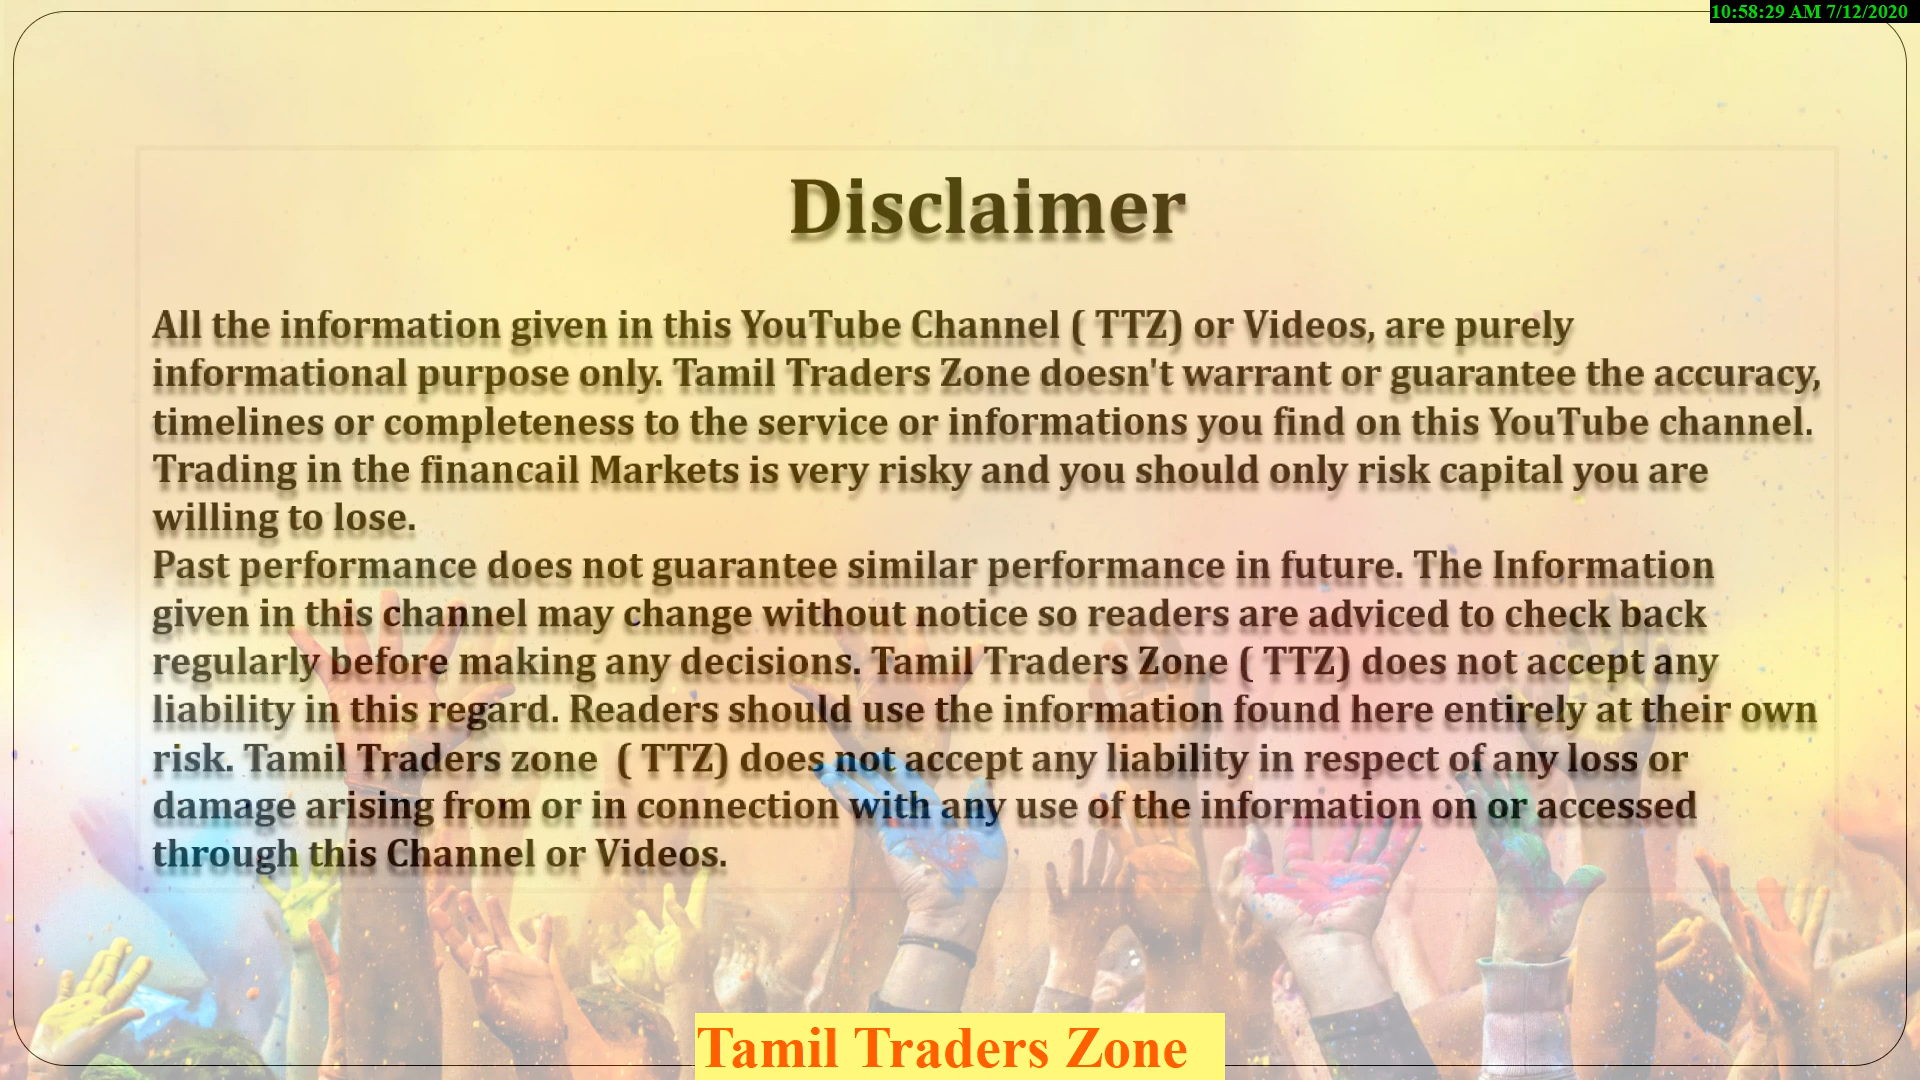 10:58:29 AM 7/12/2020
Disclaimer
All the information given in this YouTube Channel ( TTZ) or Videos, are purely
informational purpose only. Tamil Traders Zone doesn't warrant or guarantee the accuracy,
timelines or completeness to the service or informations you find on this YouTube channel.
Trading in the financail Markets is very risky and you should only risk capital you are
willing to lose.
Past performance does not guarantee similar performance in future. The Information
given in this channel may change without notice so readers are adviced to check back
regularly before making any decisions. Tamil Traders Zone ( TTZ) does not accept any
liability in this regard. Readers should use the information found here entirely at their own
risk. Tamil Traders zone  ( TTZ) does not accept any liability in respect of any loss or
damage arising from or in connection with any use of the information on or accessed
through this Channel or Videos.
Tamil Traders Zone